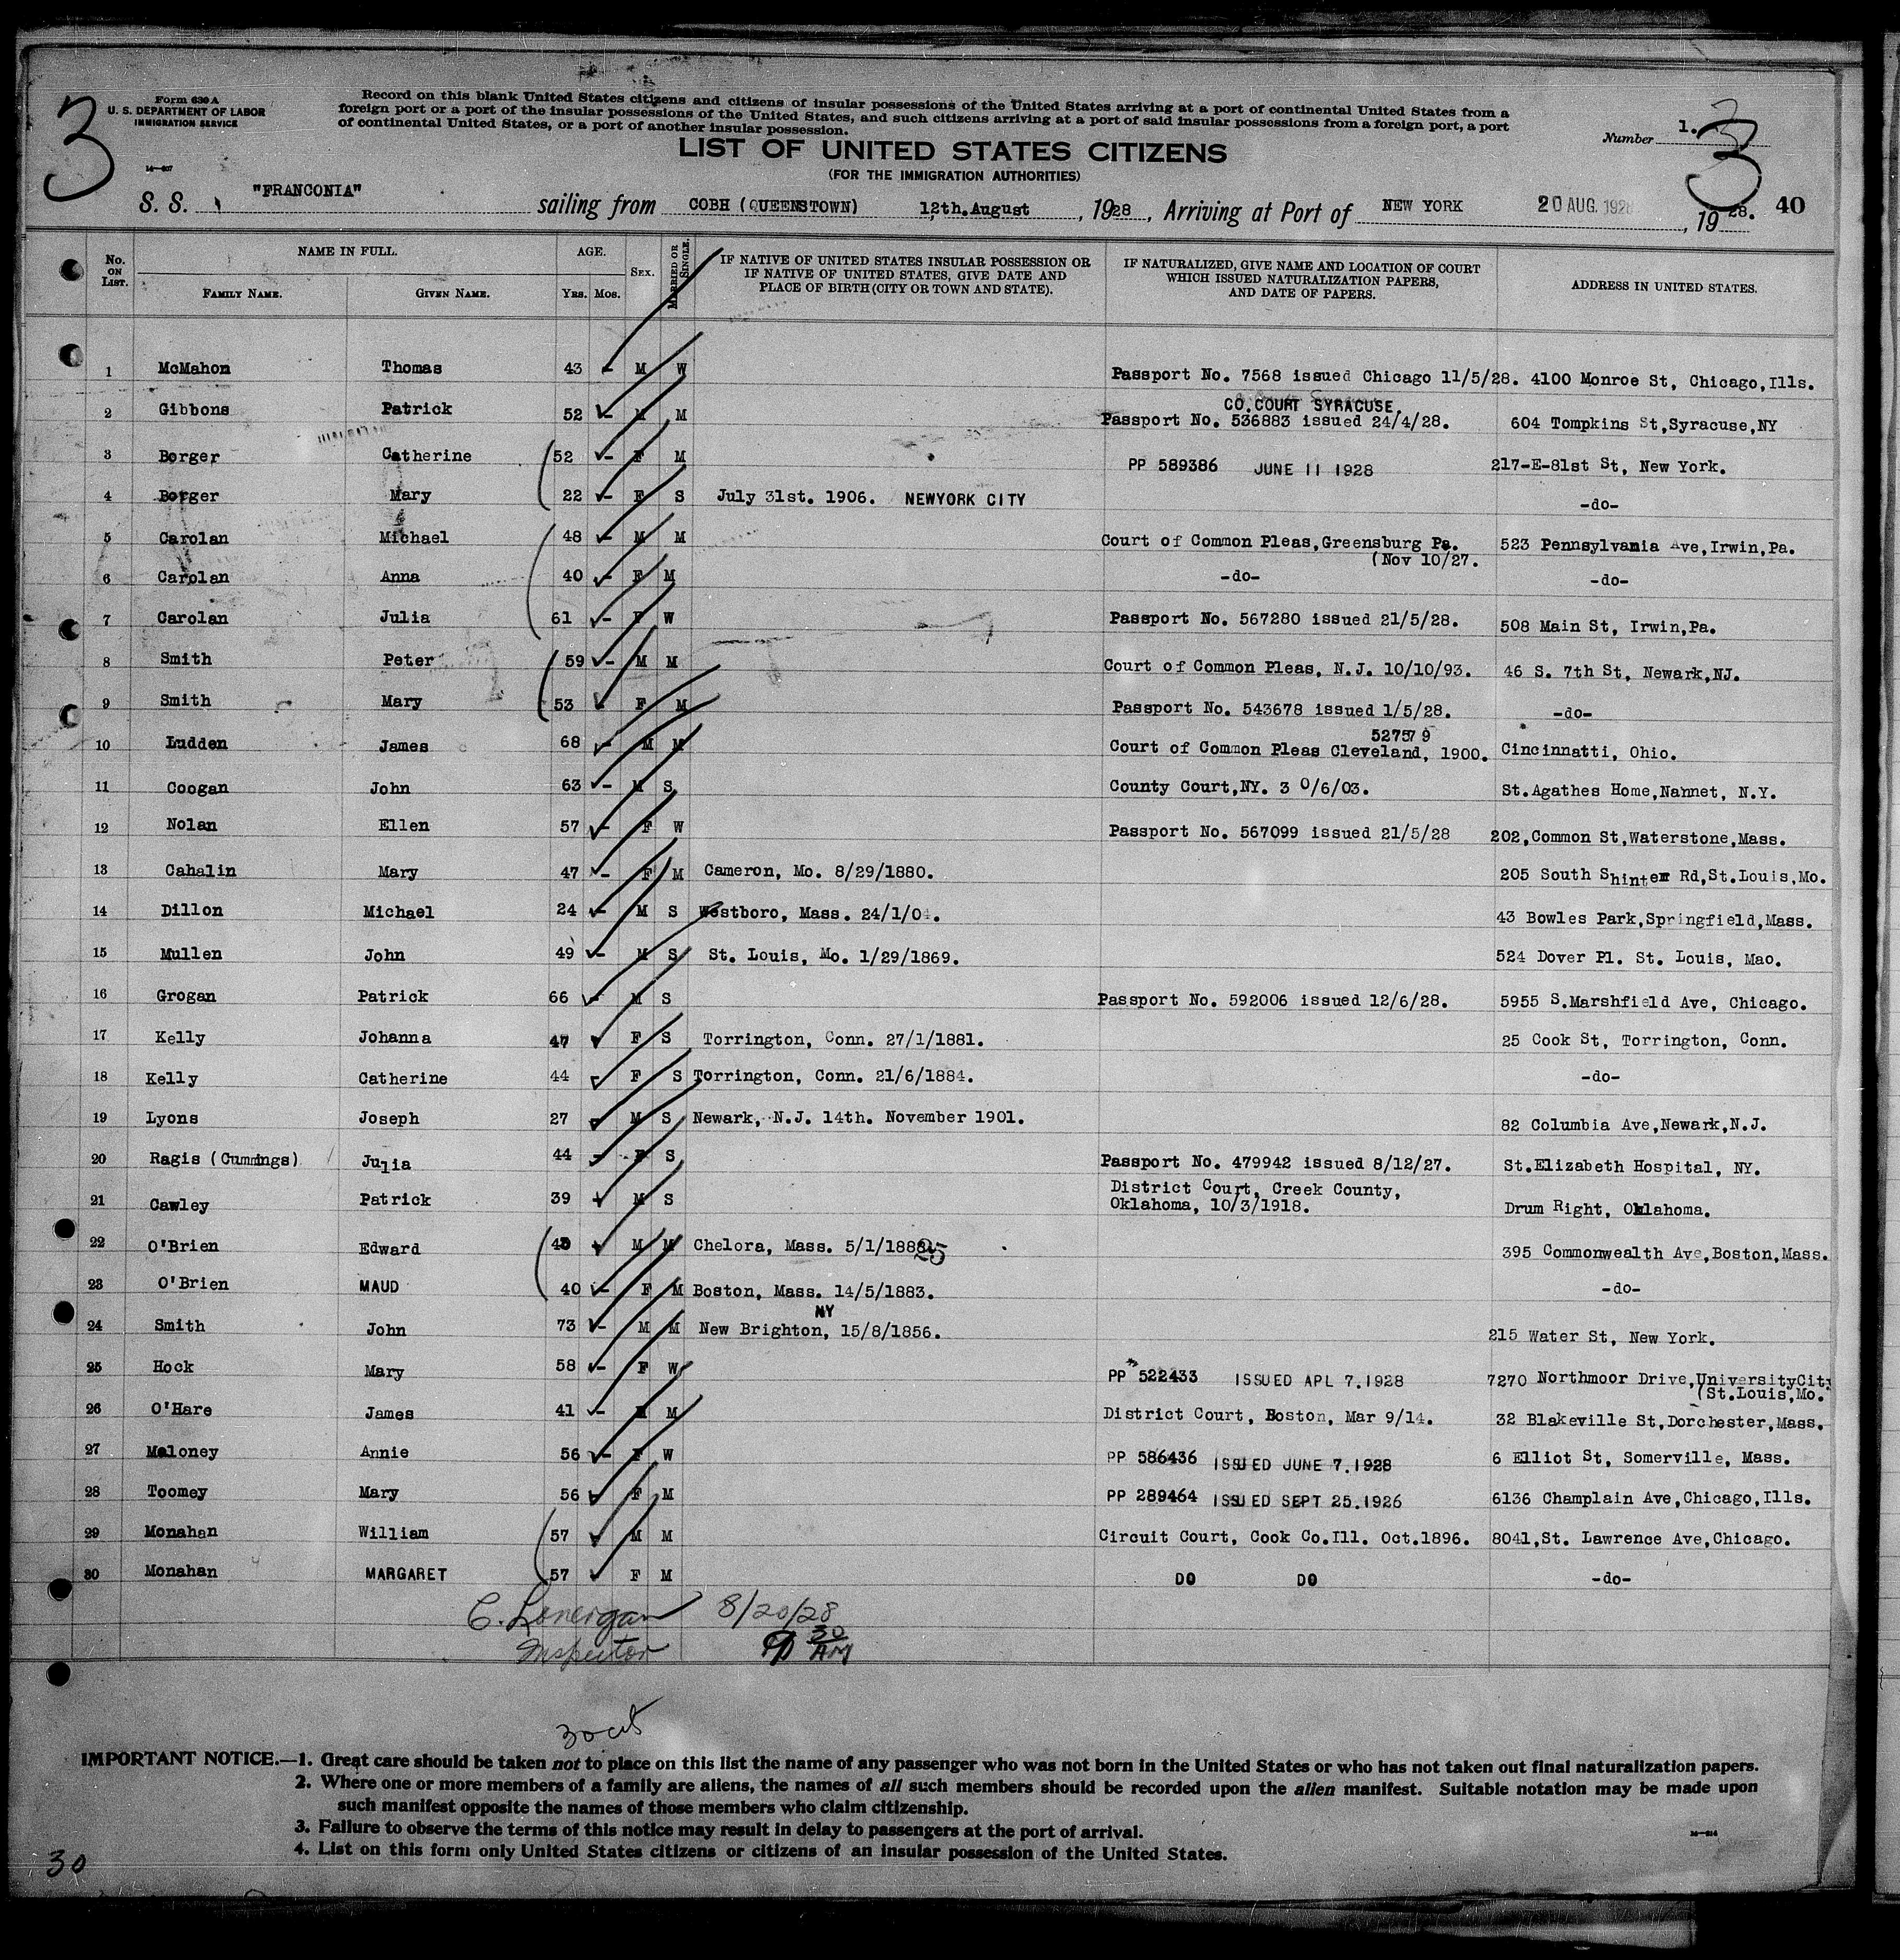 3
Form 630 A
U. S. DEPARTMENT OF LABOR
IMMIGRATION SERVICE
14—407
Record on this blank United States citizens and citizens of insular possessions of the United States arriving at a port of continental United States from a
foreign port or a port of the insular possessions of the United States, and such citizens arriving at a port of said insular possessions from a foreign port, a port
of continental United States, or a port of another insular possession.
Number 1. 3
3
LIST OF UNITED STATES CITIZENS
(FOR THE IMMIGRATION AUTHORITIES)
S. S. "FRANCONIA" sailing from COBH (QUEENSTOWN) 12th.August, 1928, Arriving at Port of NEW YORK 20 AUG. 1928, 1928. 40
No. ON LIST. NAME IN FULL. FAMILY NAME. GIVEN NAME. AGE. YRS. MOS. SEX. MARRIED OR SINGLE. IF NATIVE OF UNITED STATES INSULAR POSSESSION OR IF NATIVE OF UNITED STATES, GIVE DATE AND PLACE OF BIRTH (CITY OR TOWN AND STATE). IF NATURALIZED, GIVE NAME AND LOCATION OF COURT WHICH ISSUED NATURALIZATION PAPERS, AND DATE OF PAPERS. ADDRESS IN UNITED STATES.
1 McMahon Thomas 43 - M W Passport No. 7568 issued Chicago 11/5/28. 4100 Monroe St, Chicago,Ills.
CO.COURT SYRACUSE.
2 Gibbons Patrick 52 - M M Passport No. 536883 issued 24/4/28. 604 Tompkins St,Syracuse,NY
3 Borger Catherine 52 - F M PP 589386 JUNE 11 1928 217-E-81st St, New York.
4 Borger Mary 22 - F S July 31st. 1906. NEWYORK CITY -do-
5 Carolan Michael 48 - M M Court of Common Pleas,Greensburg Pa. 523 Pennsylvania Ave,Irwin,Pa.
(Nov 10/27.
6 Carolan Anna 40 - F M -do- -do-
7 Carolan Julia 61 - F W Passport No. 567280 issued 21/5/28. 508 Main St, Irwin,Pa.
8 Smith Peter 59 - M M Court of Common Pleas, N.J. 10/10/93. 46 S. 7th St, Newark,NJ.
9 Smith Mary 53 F M Passport No. 543678 issued 1/5/28. -do-
527579
10 Ludden James 68 - M M Court of Common Pleas Cleveland, 1900. Cincinnatti, Ohio.
11 Coogan John 63 - M S County Court,NY. 3 0/6/03. St.Agathes Home,Nannet, N.Y.
12 Nolan Ellen 57 - F W Passport No. 567099 issued 21/5/28 202,Common St,Waterstone,Mass.
13 Cahalin Mary 47 - F M Cameron, Mo. 8/29/1880. 205 South Shinter Rd,St.Louis,Mo.
14 Dillon Michael 24 - M S Westboro, Mass. 24/1/04. 43 Bowles Park,Springfield,Mass.
15 Mullen John 49 - M S St. Louis, Mo. 1/29/1869. 524 Dover Pl. St. Louis, Mao.
16 Grogan Patrick 66 - M S Passport No. 592006 issued 12/6/28. 5955 S.Marshfield Ave, Chicago.
17 Kelly Johanna 47 F S Torrington, Conn. 27/1/1881. 25 Cook St, Torrington, Conn.
18 Kelly Catherine 44 F S Torrington, Conn. 21/6/1884. -do-
19 Lyons Joseph 27 - M S Newark, N.J. 14th. November 1901. 82 Columbia Ave,Newark,N.J.
20 Ragis (Cummings) Julia 44 - F S Passport No. 479942 issued 8/12/27. St.Elizabeth Hospital, NY.
21 Cawley Patrick 39 M S District Court, Creek County, Drum Right, Oklahoma.
Oklahoma, 10/3/1918.
22 O'Brien Edward 43 M M Chelora, Mass. 5/1/1888. 85 395 Commonwealth Ave,Boston,Mass.
23 O'Brien MAUD 40 - F M Boston, Mass. 14/5/1883. -do-
NY
24 Smith John 73 - M M New Brighton, 15/8/1856. 215 Water St, New York.
25 Hock Mary 58 - F W PP 522433 ISSUED APL 7.1928 7270 Northmoor Drive,UniversityCity
(St.Louis,Mo.
26 O'Hare James 41 - M M District Court, Boston, Mar 9/14. 32 Blakeville St,Dorchester,Mass.
27 Maloney Annie 56 - F W PP 586436 ISSUED JUNE 7.1928 6 Elliot St, Somerville, Mass.
28 Toomey Mary 56 F M PP 289464 ISSUED SEPT 25.1926 6136 Champlain Ave,Chicago,Ills.
29 Monahan William 57 M M Circuit Court, Cook Co.Ill. Oct.1896. 8041,St. Lawrence Ave,Chicago.
30 Monahan MARGARET 57 F M DO DO -do-
C. Lonergan 8/20/28
Inspector 9 30 AM
30 cit
IMPORTANT NOTICE.—1. Great care should be taken not to place on this list the name of any passenger who was not born in the United States or who has not taken out final naturalization papers.
2. Where one or more members of a family are aliens, the names of all such members should be recorded upon the alien manifest. Suitable notation may be made upon
such manifest opposite the names of those members who claim citizenship.
3. Failure to observe the terms of this notice may result in delay to passengers at the port of arrival.
4. List on this form only United States citizens or citizens of an insular possession of the United States.
30